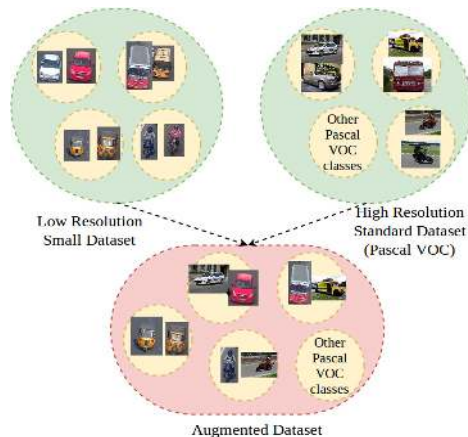 Other
Pascal
VOC
classes
Low Resolution
Small Dataset
High Resolution
Standard Dataset
(Pascal VOC)
Other
Pascal
VOC
classes
Augmented Dataset